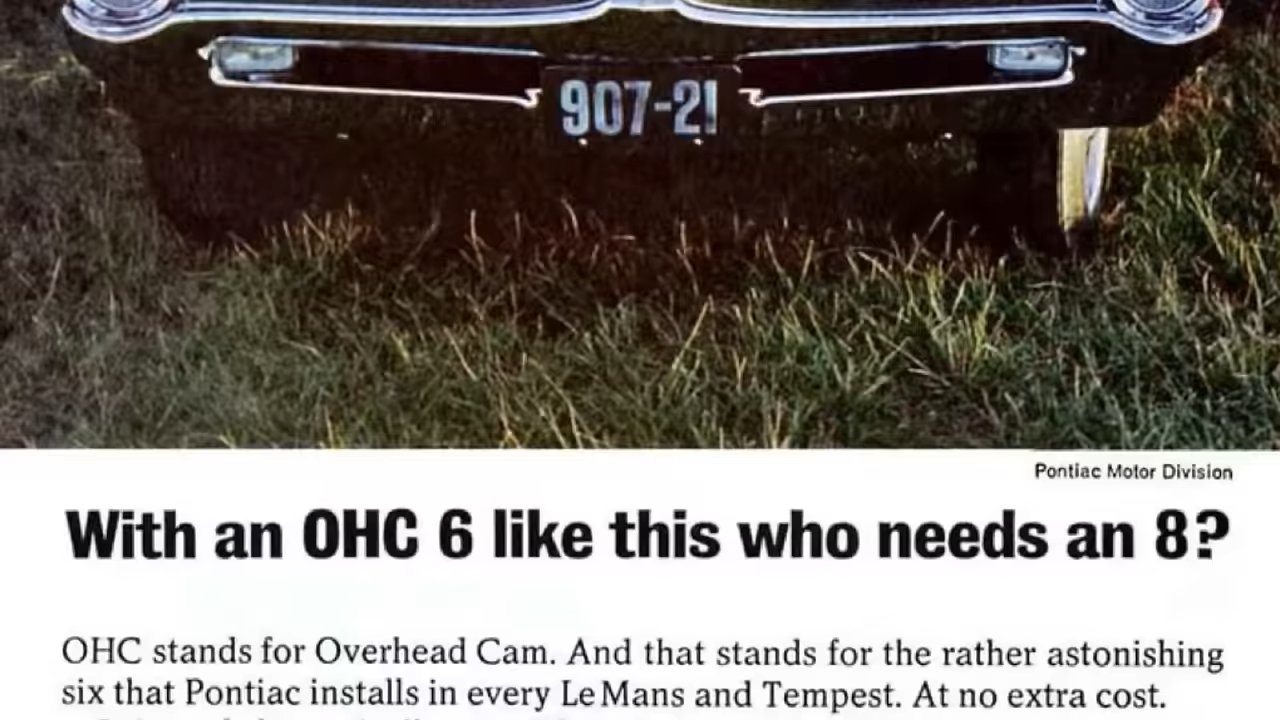 907-21
Pontiac Motor Division
With an OHC 6 like this who needs an 8?
OHC stands for Overhead Cam. And that stands for the rather astonishing
six that Pontiac installs in every Le Mans and Tempest. At no extra cost.